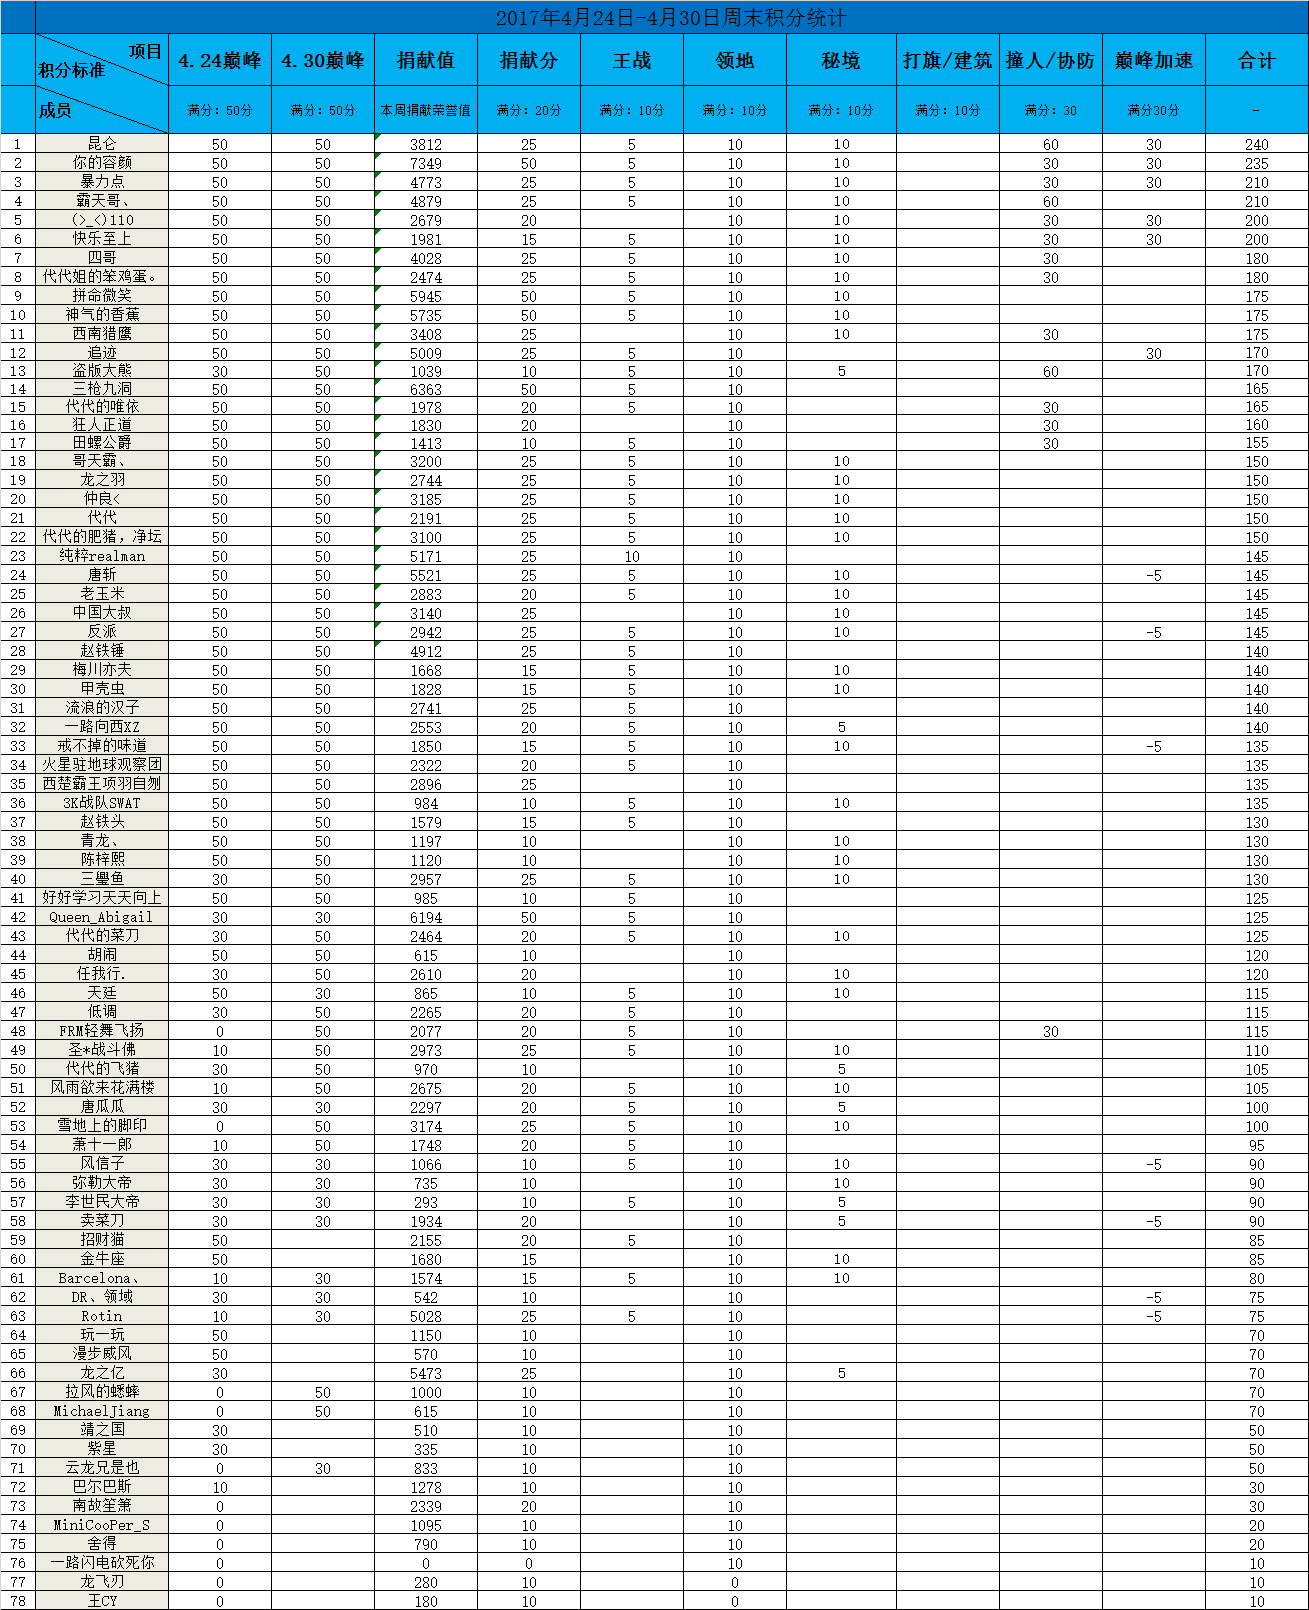 2017年4月24日-4月30日周末积分统计
项目 积分标准 4.24巅峰 4.30巅峰 捐献值 捐献分 王战 领地 秘境 打旗/建筑 撞人/协防 巅峰加速 合计
成员 满分：50分 满分：50分 本周捐献荣誉值 满分：20分 满分：10分 满分：10分 满分：10分 满分：10分 满分：30 满分30分 -
1 昆仑 50 50 3812 25 5 10 10 60 30 240
2 你的容颜 50 50 7349 50 5 10 10 30 30 235
3 暴力点 50 50 4773 25 5 10 10 30 30 210
4 霸天哥、 50 50 4879 25 5 10 10 60 210
5 (>_<)110 50 50 2679 20 10 10 30 30 200
6 快乐至上 50 50 1981 15 5 10 10 30 30 200
7 四哥 50 50 4028 25 5 10 10 30 180
8 代代姐的笨鸡蛋。 50 50 2474 25 5 10 10 30 180
9 拼命微笑 50 50 5945 50 5 10 10 175
10 神气的香蕉 50 50 5735 50 5 10 10 175
11 西南猎鹰 50 50 3408 25 10 10 30 175
12 追迹 50 50 5009 25 5 10 30 170
13 盗版大熊 30 50 1039 10 5 10 5 60 170
14 三枪九洞 50 50 6363 50 5 10 165
15 代代的唯依 50 50 1978 20 5 10 30 165
16 狂人正道 50 50 1830 20 10 30 160
17 田螺公爵 50 50 1413 10 5 10 30 155
18 哥天霸、 50 50 3200 25 5 10 10 150
19 龙之羽 50 50 2744 25 5 10 10 150
20 仲良< 50 50 3185 25 5 10 10 150
21 代代 50 50 2191 25 5 10 10 150
22 代代的肥猪，净坛 50 50 3100 25 5 10 10 150
23 纯粹realman 50 50 5171 25 10 10 145
24 唐斩 50 50 5521 25 5 10 10 -5 145
25 老玉米 50 50 2883 20 5 10 10 145
26 中国大叔 50 50 3140 25 10 10 145
27 反派 50 50 2942 25 5 10 10 -5 145
28 赵铁锤 50 50 4912 25 5 10 140
29 梅川亦夫 50 50 1668 15 5 10 10 140
30 甲壳虫 50 50 1828 15 5 10 10 140
31 流浪的汉子 50 50 2741 25 5 10 140
32 一路向西XZ 50 50 2553 20 5 10 5 140
33 戒不掉的味道 50 50 1850 15 5 10 10 -5 135
34 火星驻地球观察团 50 50 2322 20 5 10 135
35 西楚霸王项羽自刎 50 50 2896 25 10 135
36 3K战队SWAT 50 50 984 10 5 10 10 135
37 赵铁头 50 50 1579 15 5 10 130
38 青龙、 50 50 1197 10 10 10 130
39 陈梓熙 50 50 1120 10 10 10 130
40 三璺鱼 30 50 2957 25 5 10 10 130
41 好好学习天天向上 50 50 985 10 5 10 125
42 Queen_Abigail 30 30 6194 50 5 10 125
43 代代的菜刀 30 50 2464 20 5 10 10 125
44 胡闹 50 50 615 10 10 120
45 任我行. 30 50 2610 20 10 10 120
46 天廷 50 30 865 10 5 10 10 115
47 低调 30 50 2265 20 5 10 115
48 FRM轻舞飞扬 0 50 2077 20 5 10 30 115
49 圣*战斗佛 10 50 2973 25 5 10 10 110
50 代代的飞猪 30 50 970 10 10 5 105
51 风雨欲来花满楼 10 50 2675 20 5 10 10 105
52 唐瓜瓜 30 30 2297 20 5 10 5 100
53 雪地上的脚印 0 50 3174 25 5 10 10 100
54 萧十一郎 10 50 1748 20 5 10 95
55 风信子 30 30 1066 10 5 10 10 -5 90
56 弥勒大帝 30 30 735 10 10 10 90
57 李世民大帝 30 30 293 10 5 10 5 90
58 卖菜刀 30 30 1934 20 10 5 -5 90
59 招财猫 50 2155 20 5 10 85
60 金牛座 50 1680 15 10 10 85
61 Barcelona、 10 30 1574 15 5 10 10 80
62 DR、领域 30 30 542 10 10 -5 75
63 Rotin 10 30 5028 25 5 10 -5 75
64 玩一玩 50 1150 10 10 70
65 漫步威风 50 570 10 10 70
66 龙之亿 30 5473 25 10 5 70
67 拉风的蟋蟀 0 50 1000 10 10 70
68 MichaelJiang 0 50 615 10 10 70
69 靖之国 30 510 10 10 50
70 紫星 30 335 10 10 50
71 云龙兄是也 0 30 833 10 10 50
72 巴尔巴斯 10 1278 10 10 30
73 南故笙箫 0 2339 20 10 30
74 MiniCooPer_S 0 1095 10 10 20
75 舍得 0 790 10 10 20
76 一路闪电砍死你 0 0 0 10 10
77 龙飞刃 0 280 10 0 10
78 王CY 0 180 10 0 10